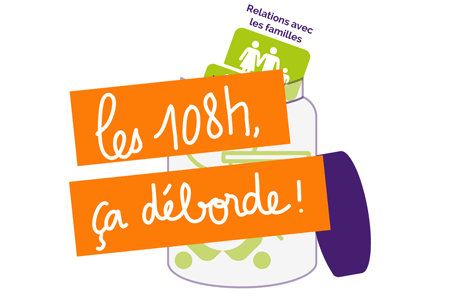 Relations avec
les familles
les 108h,
ça déborde !